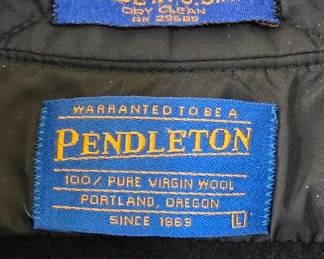 DRY CLEAN
RN 29685
WARRANTED TO BE A
PENDLETON
100% PURE VIRGIN WOOL
PORTLAND, OREGON
SINCE 1863
L